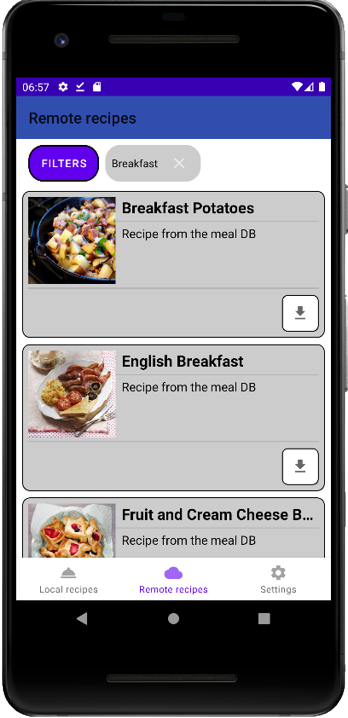 06:57
Remote recipes
FILTERS
Breakfast
Breakfast Potatoes
Recipe from the meal DB
English Breakfast
Recipe from the meal DB
Fruit and Cream Cheese B...
Recipe from the meal DB
Local recipes
Remote recipes
Settings